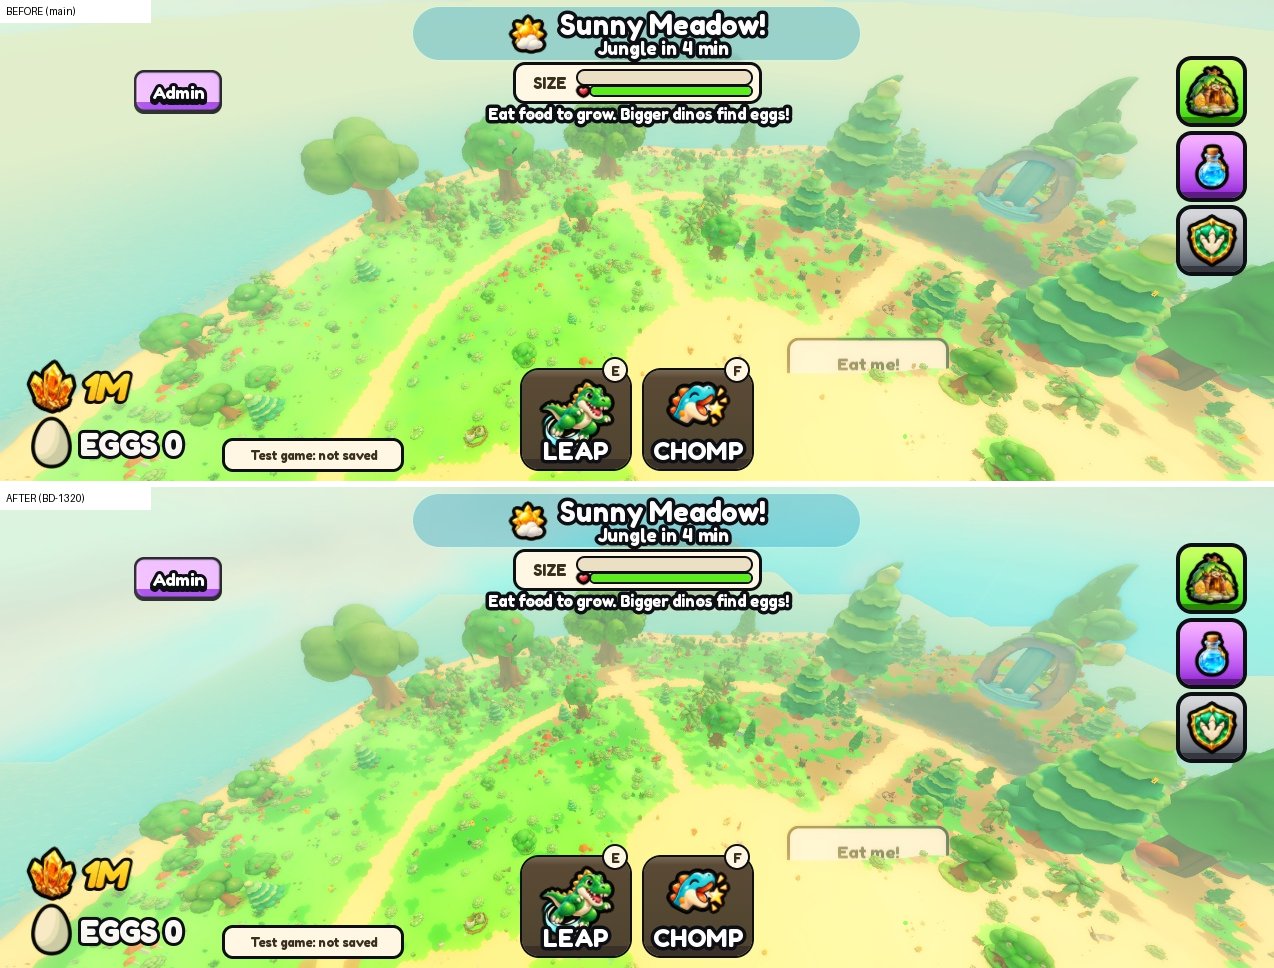 BEFORE (main)
Sunny Meadow!
Jungle in 4 min
SIZE
Eat food to grow. Bigger dinos find eggs!
Admin
Eat me!
E
F
1M
LEAP
CHOMP
EGGS 0
Test game: not saved
AFTER (BD-1320)
Sunny Meadow!
Jungle in 4 min
SIZE
Eat food to grow. Bigger dinos find eggs!
Admin
Eat me!
E
F
1M
LEAP
CHOMP
EGGS 0
Test game: not saved